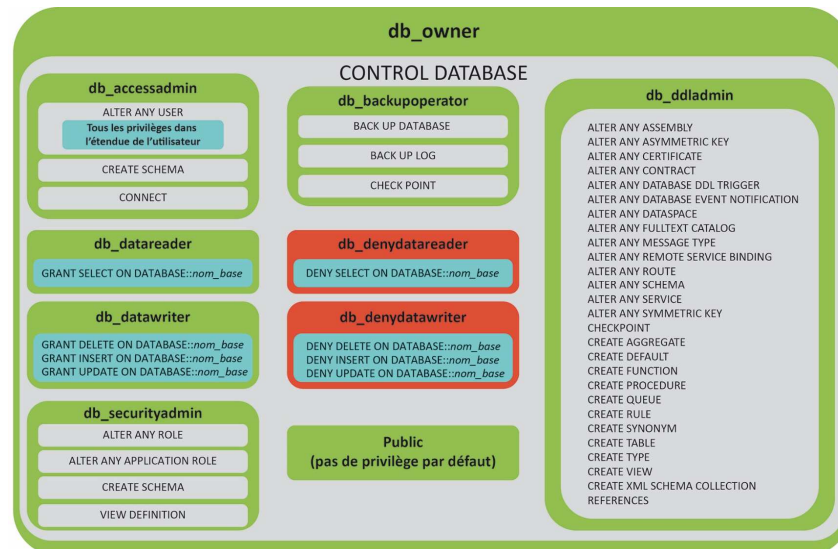 db_owner
CONTROL DATABASE
db_accessadmin
ALTER ANY USER
Tous les privilèges dans
l'étendue de l'utilisateur
CREATE SCHEMA
CONNECT
db_backupoperator
BACK UP DATABASE
BACK UP LOG
CHECK POINT
db_datareader
GRANT SELECT ON DATABASE::nom_base
db_denydatareader
DENY SELECT ON DATABASE::nom_base
db_datawriter
GRANT DELETE ON DATABASE::nom_base
GRANT INSERT ON DATABASE::nom_base
GRANT UPDATE ON DATABASE::nom_base
db_denydatawriter
DENY DELETE ON DATABASE::nom_base
DENY INSERT ON DATABASE::nom_base
DENY UPDATE ON DATABASE::nom_base
db_securityadmin
ALTER ANY ROLE
ALTER ANY APPLICATION ROLE
CREATE SCHEMA
VIEW DEFINITION
Public
(pas de privilège par défaut)
db_ddladmin
ALTER ANY ASSEMBLY
ALTER ANY ASYMMETRIC KEY
ALTER ANY CERTIFICATE
ALTER ANY CONTRACT
ALTER ANY DATABASE DDL TRIGGER
ALTER ANY DATABASE EVENT NOTIFICATION
ALTER ANY DATASPACE
ALTER ANY FULLTEXT CATALOG
ALTER ANY MESSAGE TYPE
ALTER ANY REMOTE SERVICE BINDING
ALTER ANY ROUTE
ALTER ANY SCHEMA
ALTER ANY SERVICE
ALTER ANY SYMMETRIC KEY
CHECKPOINT
CREATE AGGREGATE
CREATE DEFAULT
CREATE FUNCTION
CREATE PROCEDURE
CREATE QUEUE
CREATE RULE
CREATE SYNONYM
CREATE TABLE
CREATE TYPE
CREATE VIEW
CREATE XML SCHEMA COLLECTION
REFERENCES